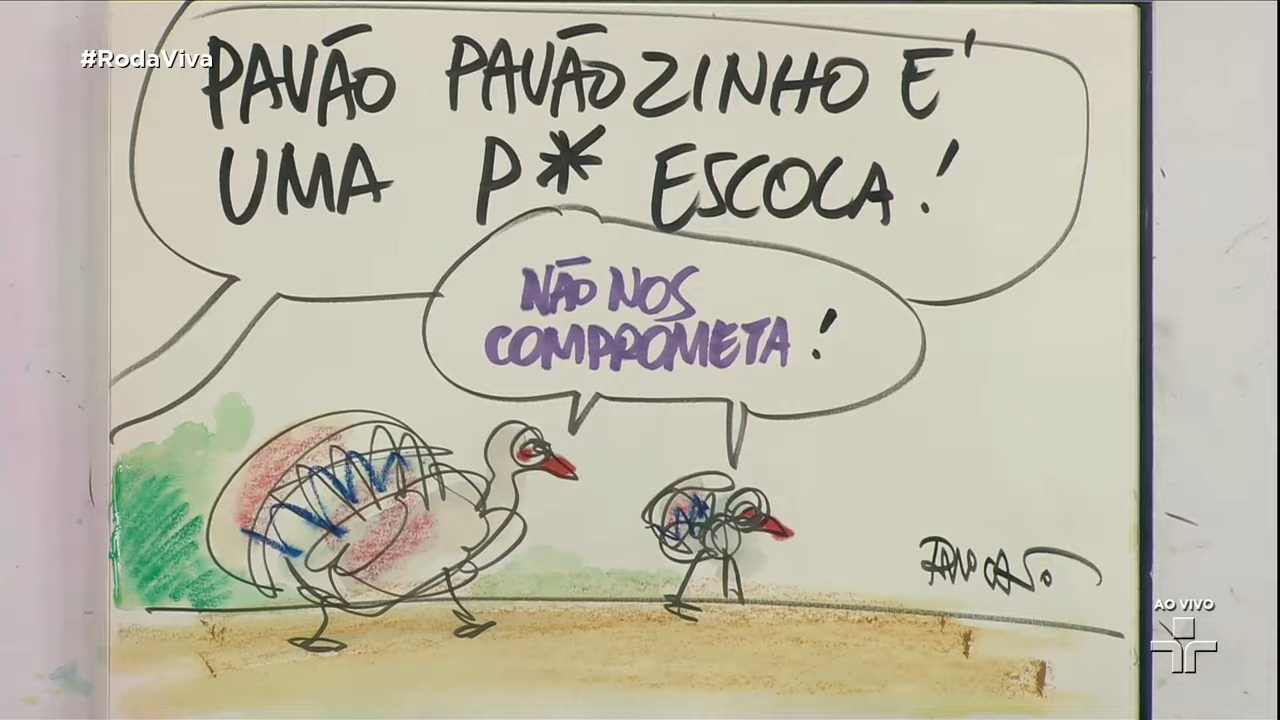 #RodaViva
PAVÃO PAVÃOZINHO É
UMA P* ESCOLA!
NÃO NOS
COMPROMETA!
AO VIVO